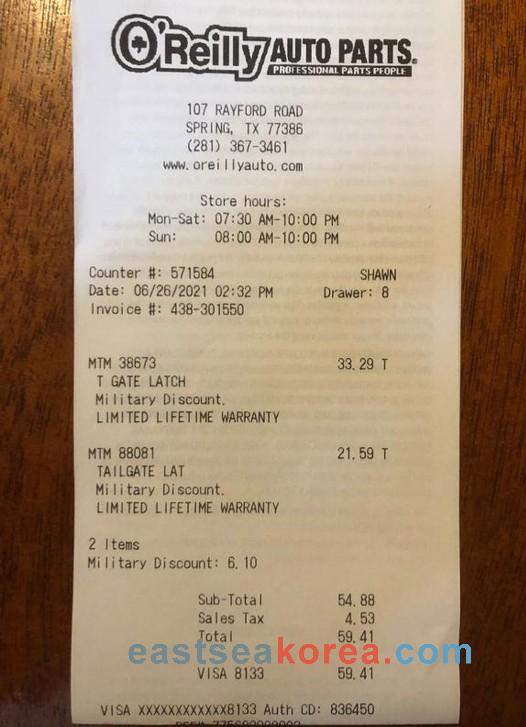 O'Reilly AUTO PARTS.
PROFESSIONAL PARTS PEOPLE
107 RAYFORD ROAD
SPRING, TX 77386
(281) 367-3461
www.oreillyauto.com
Store hours:
Mon-Sat: 07:30 AM-10:00 PM
Sun: 08:00 AM-10:00 PM
Counter #: 571584 SHAWN
Date: 06/26/2021 02:32 PM Drawer: 8
Invoice #: 438-301550
MTM 38673 33.29 T
T GATE LATCH
Military Discount.
LIMITED LIFETIME WARRANTY
MTM 88081 21.59 T
TAILGATE LAT
Military Discount.
LIMITED LIFETIME WARRANTY
2 Items
Military Discount: 6.10
Sub-Total 54.88
Sales Tax 4.53
Total 59.41
eastseakorea.com
VISA 8133 59.41
VISA XXXXXXXXXXXX8133 Auth CD: 836450